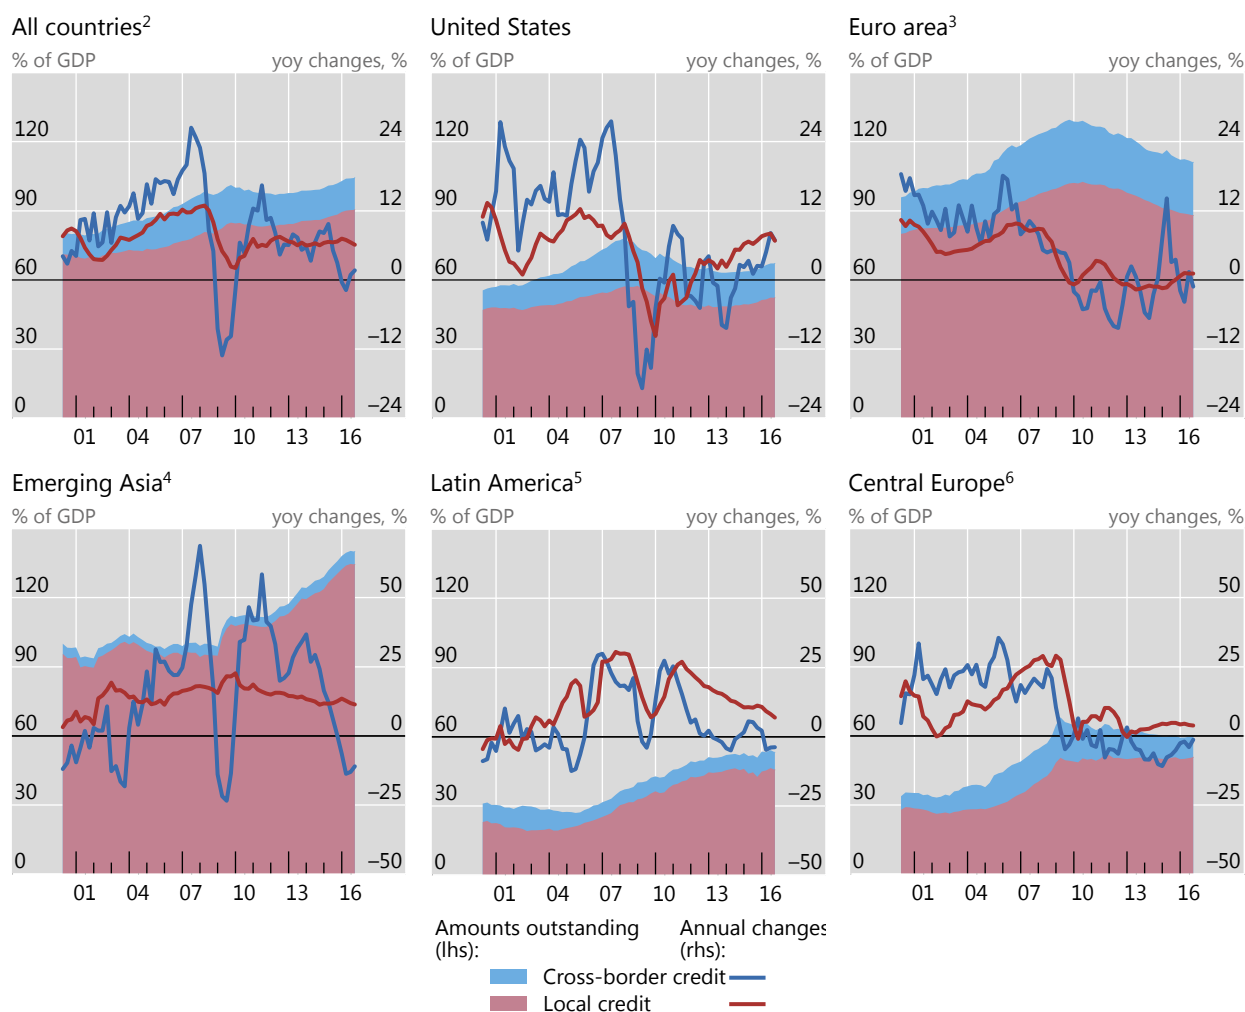 All countries2
United States
Euro area3
% of GDP yoy changes, %
% of GDP yoy changes, %
% of GDP yoy changes, %
120 24
120 24
120 24
90 12
90 12
90 12
60 0
60 0
60 0
30 –12
30 –12
30 –12
0 –24
0 –24
0 –24
01 04 07 10 13 16
01 04 07 10 13 16
01 04 07 10 13 16
Emerging Asia4
Latin America5
Central Europe6
% of GDP yoy changes, %
% of GDP yoy changes, %
% of GDP yoy changes, %
120 50
120 50
120 50
90 25
90 25
90 25
60 0
60 0
60 0
30 –25
30 –25
30 –25
0 –50
0 –50
0 –50
01 04 07 10 13 16
01 04 07 10 13 16
01 04 07 10 13 16
Amounts outstanding
(lhs):
Annual changes
(rhs):
Cross-border credit
Local credit